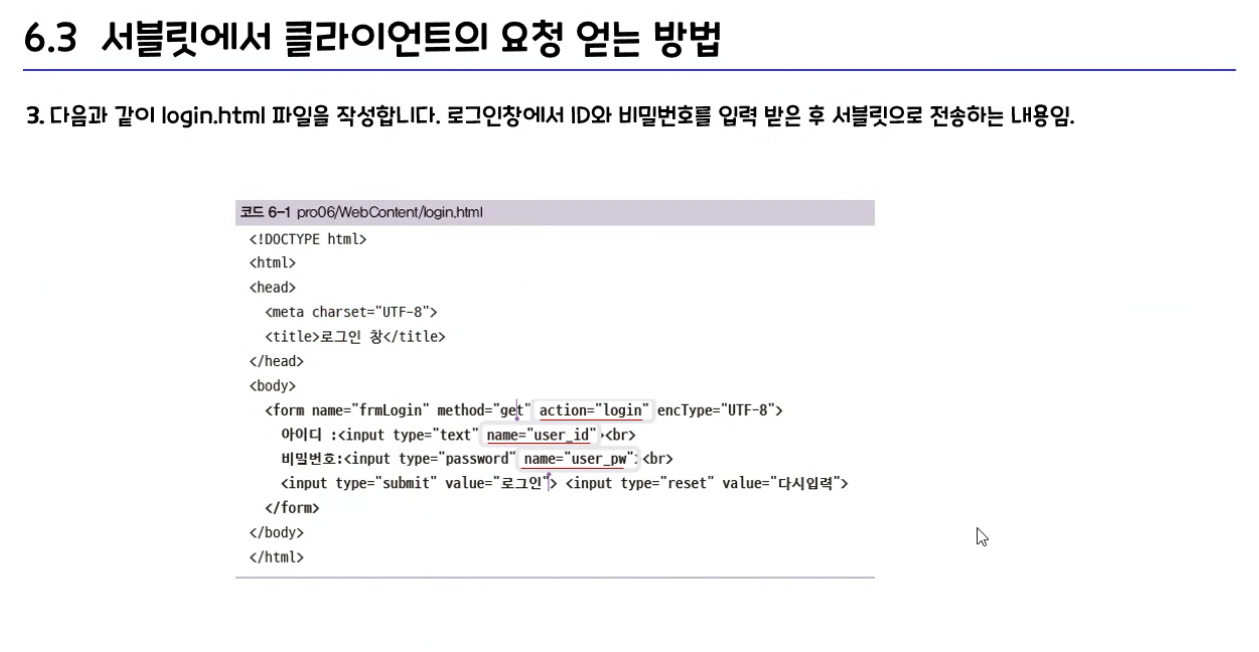 6.3 서블릿에서 클라이언트의 요청 얻는 방법
3. 다음과 같이 login.html 파일을 작성합니다. 로그인창에서 ID와 비밀번호를 입력 받은 후 서블릿으로 전송하는 내용임.
코드 6-1 pro06/WebContent/login.html
<!DOCTYPE html>
<html>
<head>
<meta charset="UTF-8">
<title>로그인 창</title>
</head>
<body>
<form name="frmLogin" method="get" action="login" encType="UTF-8">
아이디 :<input type="text" name="user_id"><br>
비밀번호:<input type="password" name="user_pw"><br>
<input type="submit" value="로그인"> <input type="reset" value="다시입력">
</form>
</body>
</html>